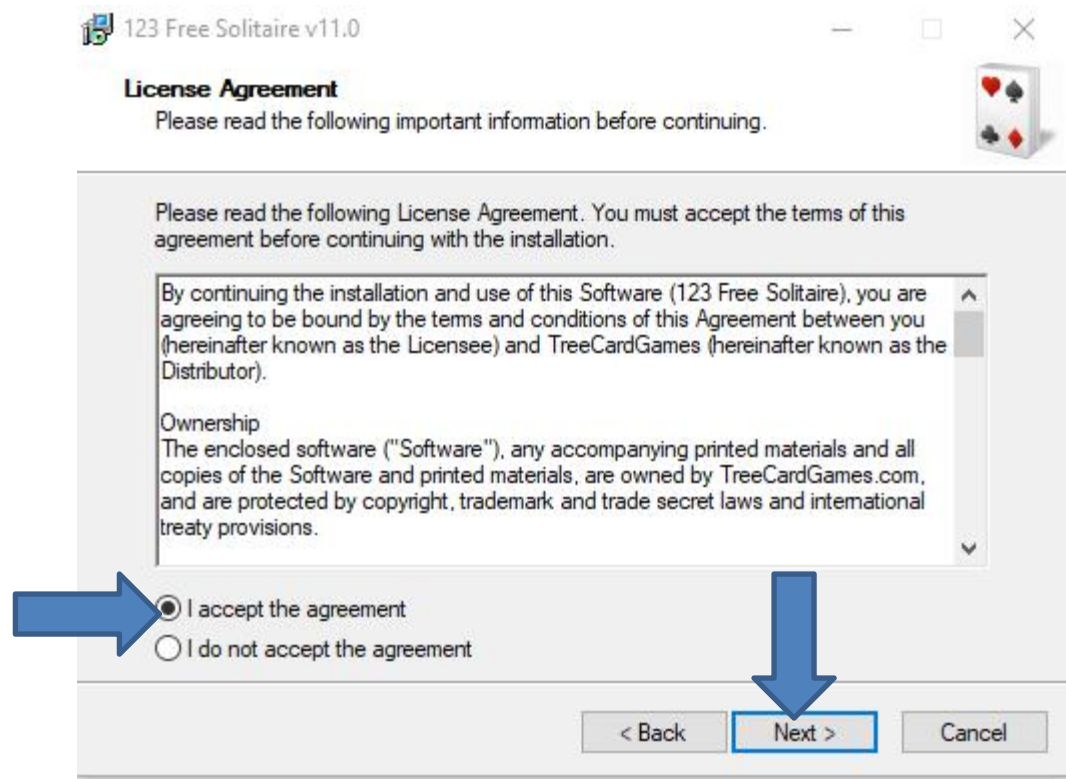 123 Free Solitaire v11.0
License Agreement
Please read the following important information before continuing.
Please read the following License Agreement. You must accept the terms of this
agreement before continuing with the installation.
By continuing the installation and use of this Software (123 Free Solitaire), you are
agreeing to be bound by the terms and conditions of this Agreement between you
(hereinafter known as the Licensee) and TreeCardGames (hereinafter known as the
Distributor).
Ownership
The enclosed software ("Software"), any accompanying printed materials and all
copies of the Software and printed materials, are owned by TreeCardGames.com,
and are protected by copyright, trademark and trade secret laws and international
treaty provisions.
I accept the agreement
I do not accept the agreement
< Back Next > Cancel